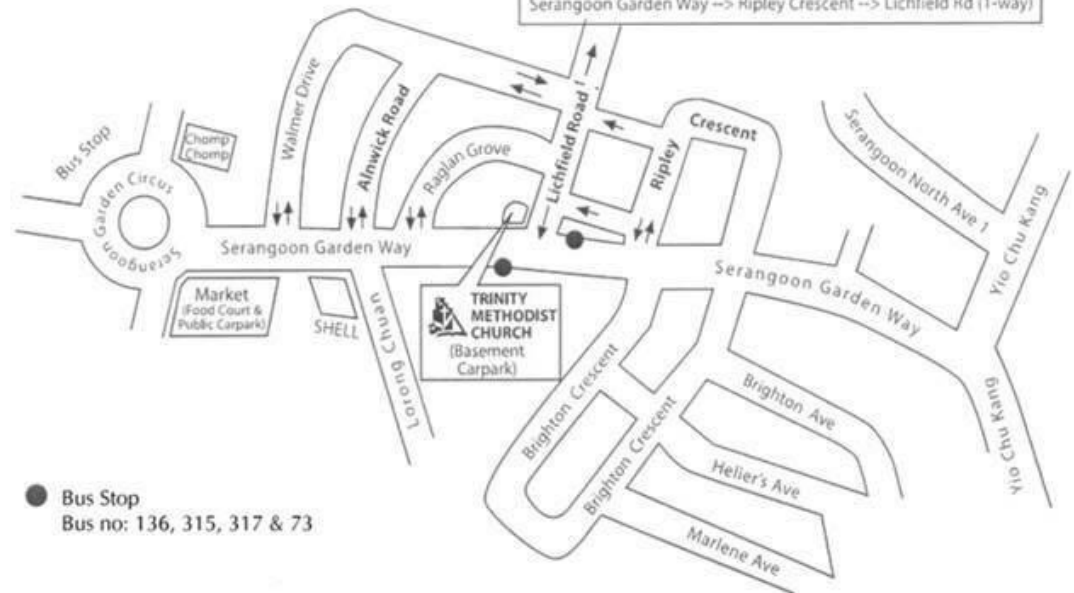 Serangoon Garden Way --> Ripley Crescent --> Lichfield Rd (1-way)
Bus Stop
Chomp
Chomp
Walmer Drive
Alnwick Road
Raglan Grove
Lichfield Road
Ripley
Crescent
Serangoon North Ave 1
Yio Chu Kang
Serangoon Garden Circus
Serangoon Garden Way
Serangoon Garden Way
Market
(Food Court &
Public Carpark)
SHELL
Lorong Chuan
TRINITY
METHODIST
CHURCH
(Basement
Carpark)
Brighton Crescent
Brighton Crescent
Brighton Ave
Helier's Ave
Marlene Ave
Yio Chu Kang
Bus Stop
Bus no: 136, 315, 317 & 73